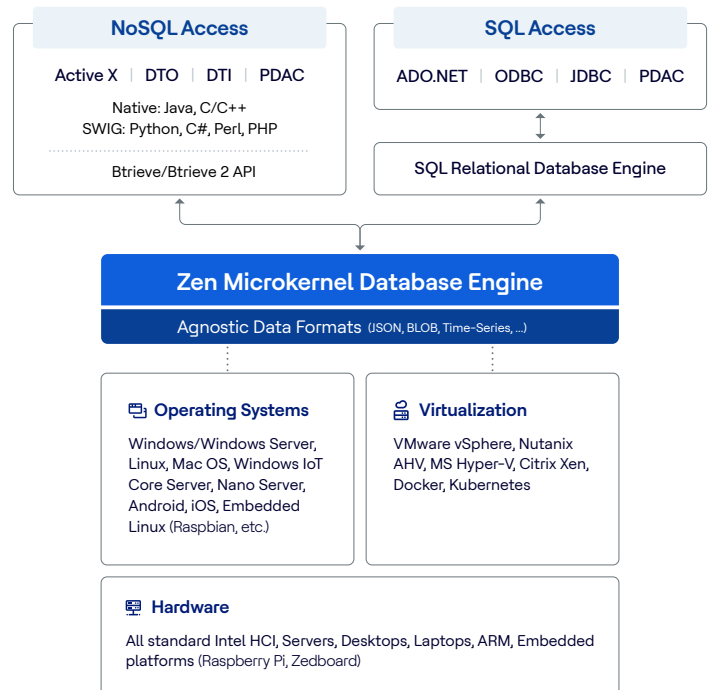 NoSQL Access
Active X | DTO | DTI | PDAC
Native: Java, C/C++
SWIG: Python, C#, Perl, PHP
Btrieve/Btrieve 2 API
SQL Access
ADO.NET | ODBC | JDBC | PDAC
SQL Relational Database Engine
Zen Microkernel Database Engine
Agnostic Data Formats (JSON, BLOB, Time-Series, ...)
Operating Systems
Windows/Windows Server,
Linux, Mac OS, Windows IoT
Core Server, Nano Server,
Android, iOS, Embedded
Linux (Raspbian, etc.)
Virtualization
VMware vSphere, Nutanix
AHV, MS Hyper-V, Citrix Xen,
Docker, Kubernetes
Hardware
All standard Intel HCI, Servers, Desktops, Laptops, ARM, Embedded
platforms (Raspberry Pi, Zedboard)